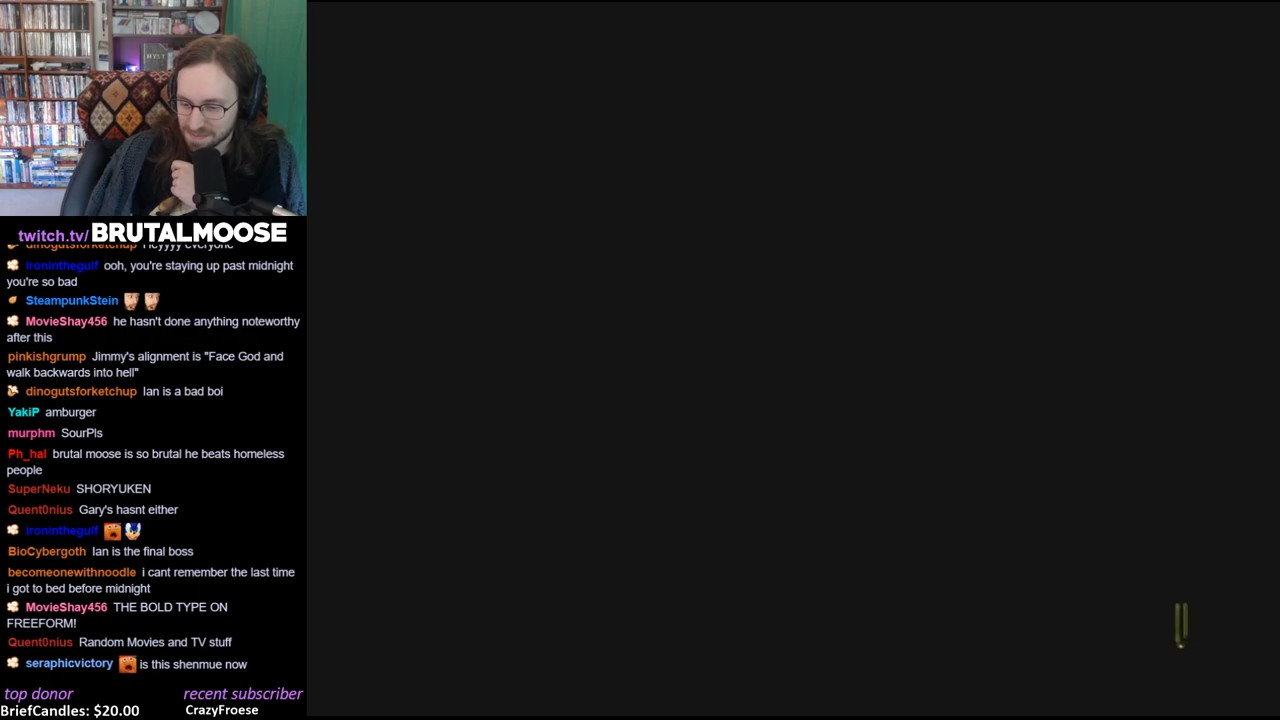 MYST
twitch.tv/BRUTALMOOSE
dinogutsforketchup Heyyyy everyone
ironinthegulf ooh, you're staying up past midnight
you're so bad
SteampunkStein
MovieShay456 he hasn't done anything noteworthy
after this
pinkishgrump Jimmy's alignment is "Face God and
walk backwards into hell"
dinogutsforketchup Ian is a bad boi
YakiP amburger
murphm SourPls
Ph_hal brutal moose is so brutal he beats homeless
people
SuperNeku SHORYUKEN
Quent0nius Gary's hasnt either
ironinthegulf
BioCybergoth Ian is the final boss
becomeonewithnoodle i cant remember the last time
i got to bed before midnight
MovieShay456 THE BOLD TYPE ON
FREEFORM!
Quent0nius Random Movies and TV stuff
seraphicvictory is this shenmue now
top donor recent subscriber
BriefCandles: $20.00 CrazyFroese